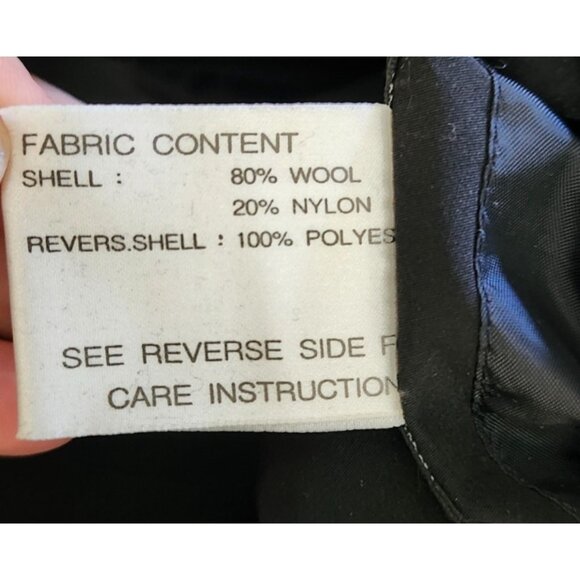 FABRIC CONTENT
SHELL : 80% WOOL
20% NYLON
REVERS.SHELL : 100% POLYES
SEE REVERSE SIDE F
CARE INSTRUCTION